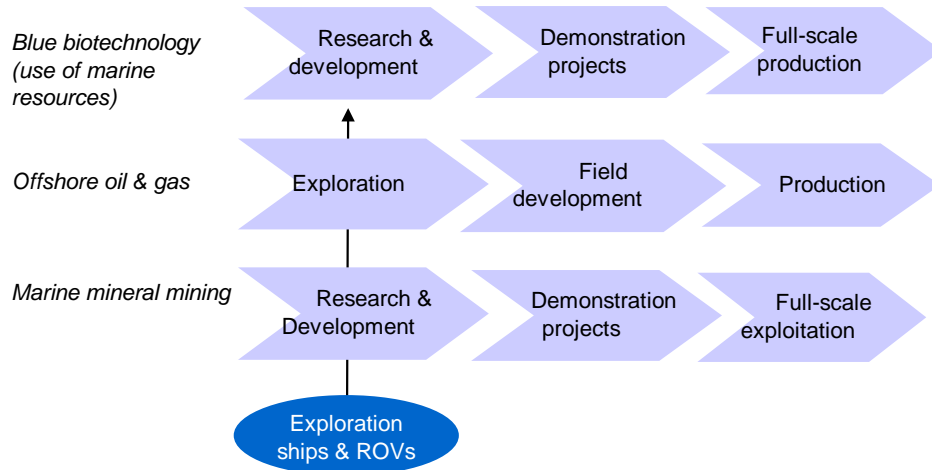 Blue biotechnology
(use of marine
resources)
Research &
development
Demonstration
projects
Full-scale
production
Offshore oil & gas
Exploration
Field
development
Production
Marine mineral mining
Research &
Development
Demonstration
projects
Full-scale
exploitation
Exploration
ships & ROVs